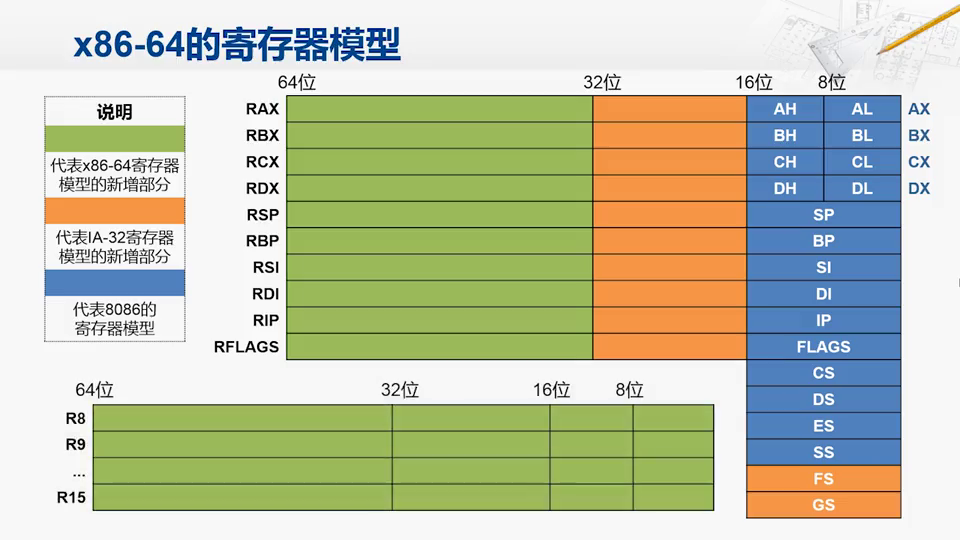 x86-64的寄存器模型
说明
代表x86-64寄存器
模型的新增部分
代表IA-32寄存器
模型的新增部分
代表8086的
寄存器模型
64位 32位 16位 8位
RAX AH AL AX
RBX BH BL BX
RCX CH CL CX
RDX DH DL DX
RSP SP
RBP BP
RSI SI
RDI DI
RIP IP
RFLAGS FLAGS
CS
DS
ES
SS
FS
GS
64位 32位 16位 8位
R8
R9
...
R15